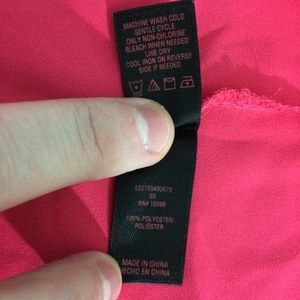 MACHINE WASH COLD
GENTLE CYCLE
ONLY NON-CHLORINE
BLEACH WHEN NEEDED
LINE DRY
COOL IRON ON REVERSE
SIDE IF NEEDED
RN# 15099
100% POLYESTER/
POLIÉSTER
MADE IN CHINA
HECHO EN CHINA